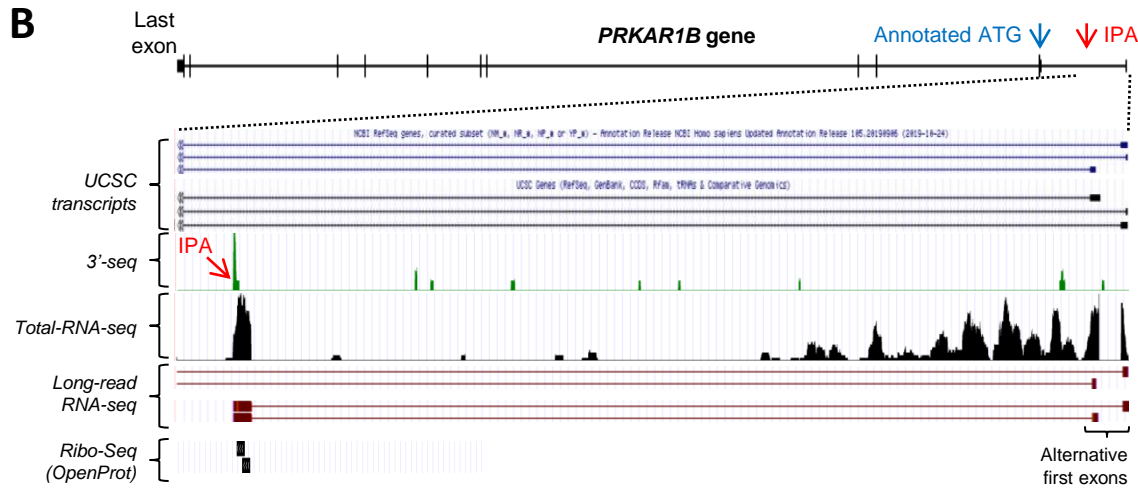 B
Last
exon
PRKAR1B gene
Annotated ATG
IPA
NCBI RefSeq genes, curated subset (NM_*, NR_*, NP_* or YP_*) - Annotation Release NCBI Homo sapiens Updated Annotation Release 105.20190906 (2019-10-24)
UCSC Genes (RefSeq, GenBank, CCDS, Rfam, tRNAs & Comparative Genomics)
UCSC
transcripts
IPA
3'-seq
Total-RNA-seq
Long-read
RNA-seq
Ribo-Seq
(OpenProt)
Alternative
first exons